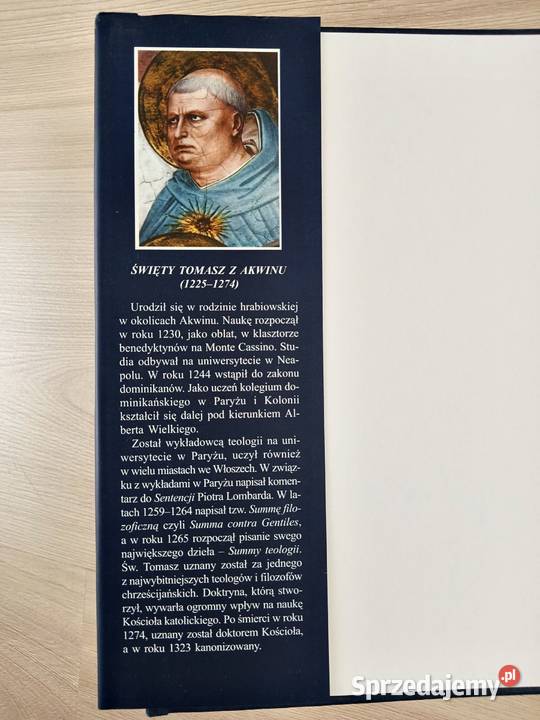 ŚWIĘTY TOMASZ Z AKWINU
(1225–1274)
Urodził się w rodzinie hrabiowskiej
w okolicach Akwinu. Naukę rozpoczął
w roku 1230, jako oblat, w klasztorze
benedyktynów na Monte Cassino. Stu-
dia odbywał na uniwersytecie w Nea-
polu. W roku 1244 wstąpił do zakonu
dominikanów. Jako uczeń kolegium do-
minikańskiego w Paryżu i Kolonii
kształcił się dalej pod kierunkiem Al-
berta Wielkiego.
Został wykładowcą teologii na uni-
wersytecie w Paryżu, uczył również
w wielu miastach we Włoszech. W związ-
ku z wykładami w Paryżu napisał komen-
tarz do Sentencji Piotra Lombarda. W la-
tach 1259–1264 napisał tzw. Summę filo-
zoficzną czyli Summa contra Gentiles,
a w roku 1265 rozpoczął pisanie swego
największego dzieła – Summy teologii.
Św. Tomasz uznany został za jednego
z najwybitniejszych teologów i filozofów
chrześcijańskich. Doktryna, którą stwo-
rzył, wywarła ogromny wpływ na naukę
Kościoła katolickiego. Po śmierci w roku
1274, uznany został doktorem Kościoła,
a w roku 1323 kanonizowany.
Sprzedajemy.pl